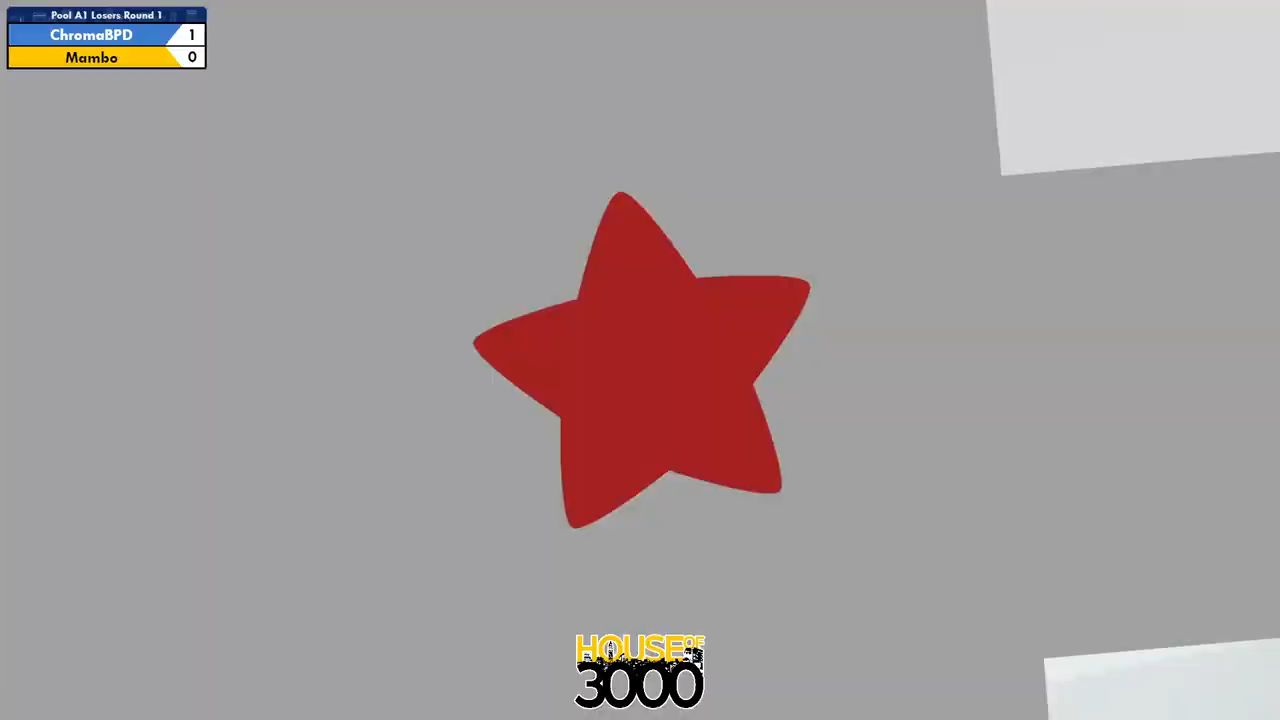 Pool A1 Losers Round 1
ChromaBPD 1
Mambo 0
HOUSE OF
3000